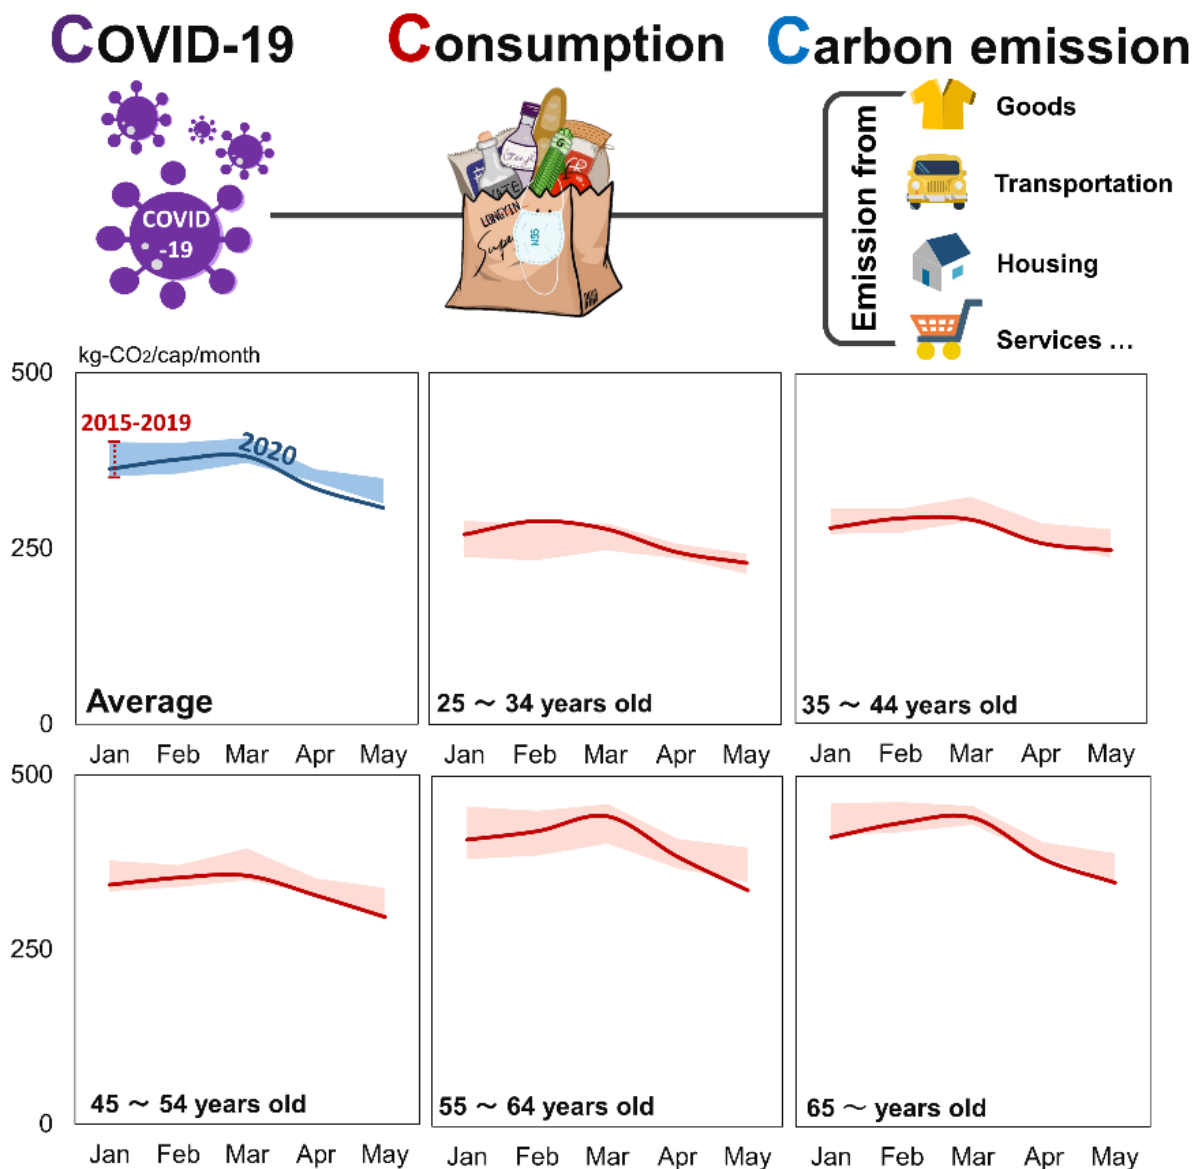 COVID-19
Consumption
Carbon emission
COVID
-19
LONGYIN
Supe
N95
Emission from
Goods
Transportation
Housing
Services ...
kg-CO₂/cap/month
500
250
0
2015-2019
2020
Average
25 ~ 34 years old
35 ~ 44 years old
Jan Feb Mar Apr May
Jan Feb Mar Apr May
Jan Feb Mar Apr May
500
250
0
45 ~ 54 years old
55 ~ 64 years old
65 ~ years old
Jan Feb Mar Apr May
Jan Feb Mar Apr May
Jan Feb Mar Apr May